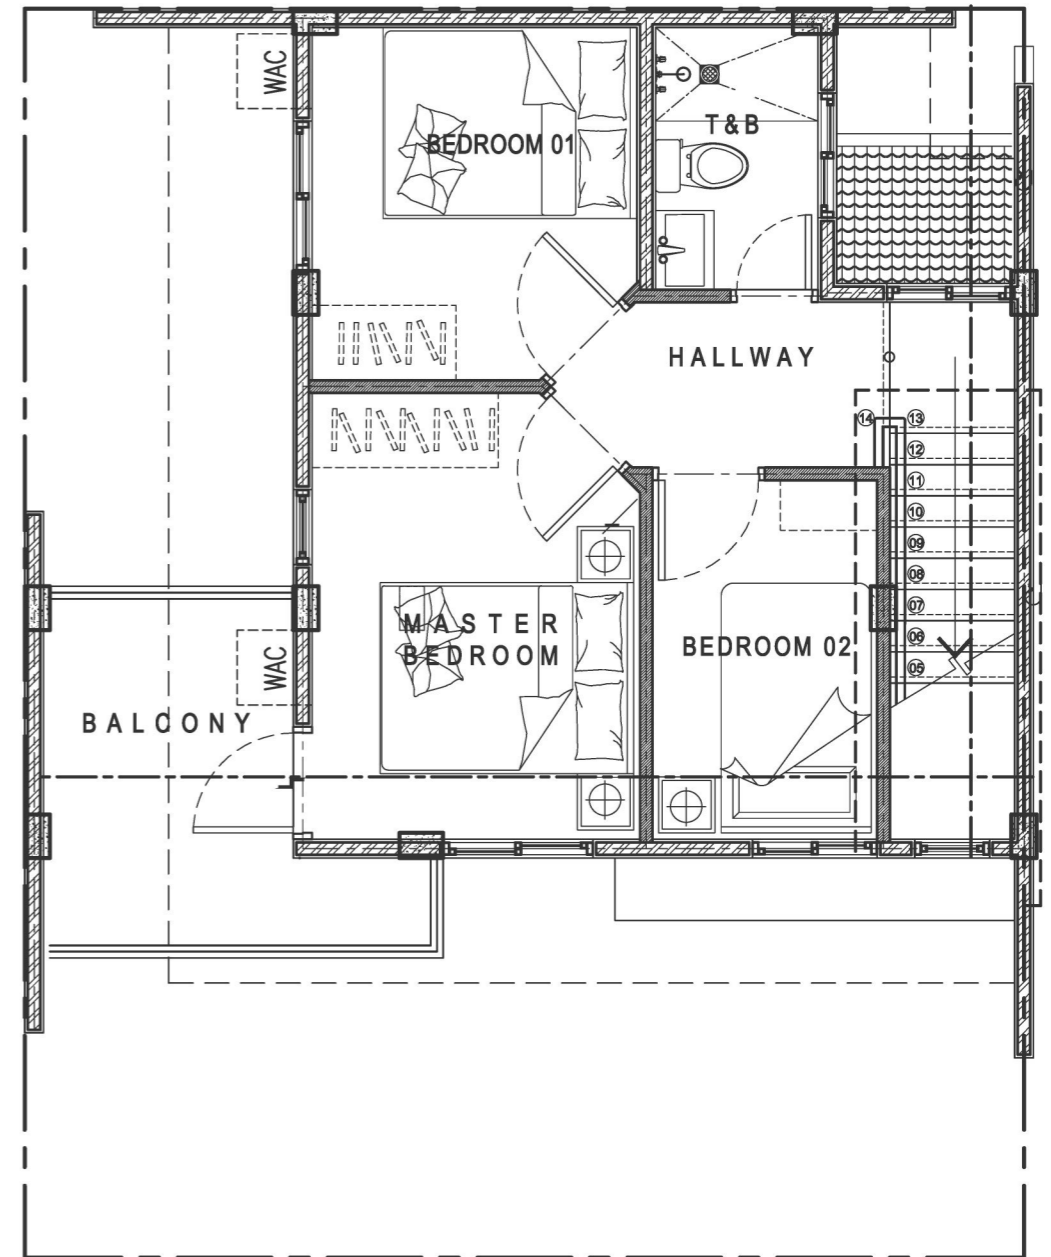 WAC
BEDROOM 01
T&B
HALLWAY
14
13
12
11
10
09
08
07
06
05
MASTER
BEDROOM
BEDROOM 02
WAC
BALCONY